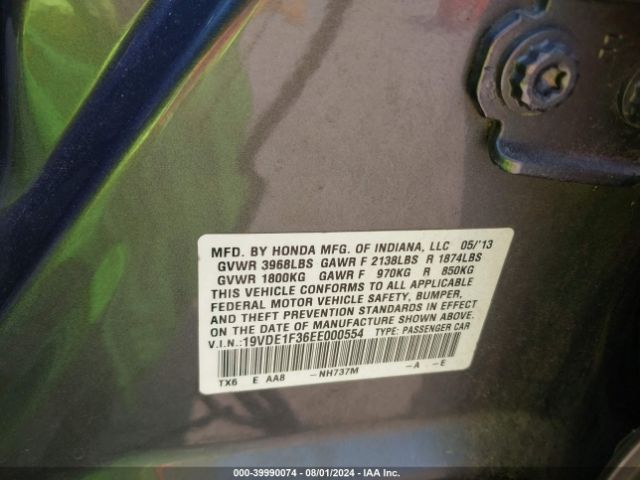 MFD. BY HONDA MFG. OF INDIANA, LLC 05/'13
GVWR 3968LBS GAWR F 2138LBS R 1874LBS
GVWR 1800KG GAWR F 970KG R 850KG
THIS VEHICLE CONFORMS TO ALL APPLICABLE
FEDERAL MOTOR VEHICLE SAFETY, BUMPER,
AND THEFT PREVENTION STANDARDS IN EFFECT
ON THE DATE OF MANUFACTURE SHOWN ABOVE.
V.I.N.: 19VDE1F36EE000554 TYPE: PASSENGER CAR
TX6 E AA8 -NH737M -A -E
000-39990074 • 08/01/2024 • IAA Inc.